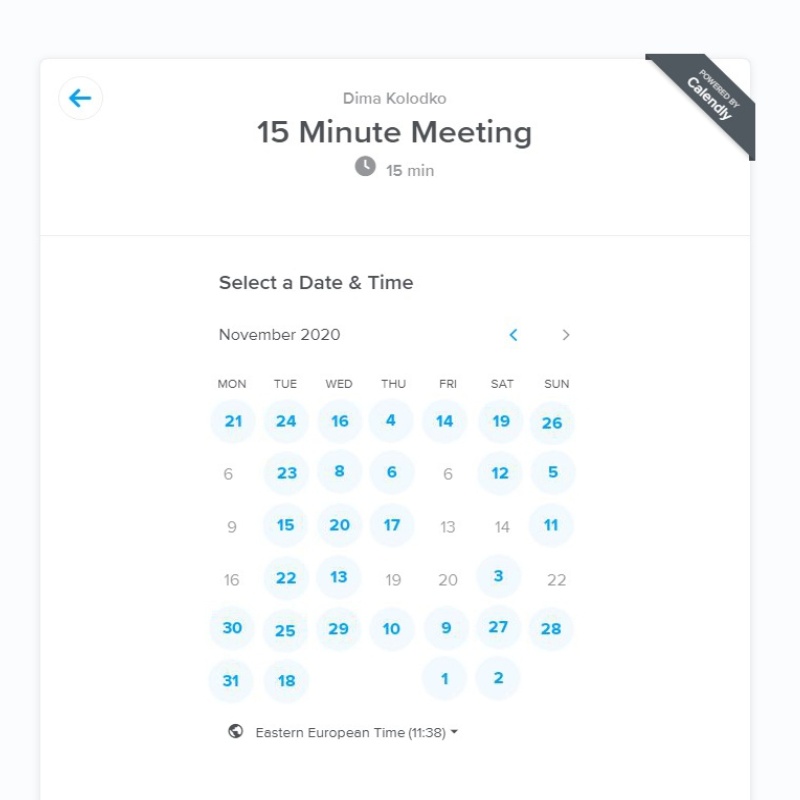 POWERED BY
Calendly
Dima Kolodko
15 Minute Meeting
15 min
Select a Date & Time
November 2020
MON TUE WED THU FRI SAT SUN
21 24 16 4 14 19 26
6 23 8 6 6 12 5
9 15 20 17 13 14 11
16 22 13 19 20 3 22
30 25 29 10 9 27 28
31 18 1 2
Eastern European Time (11:38)